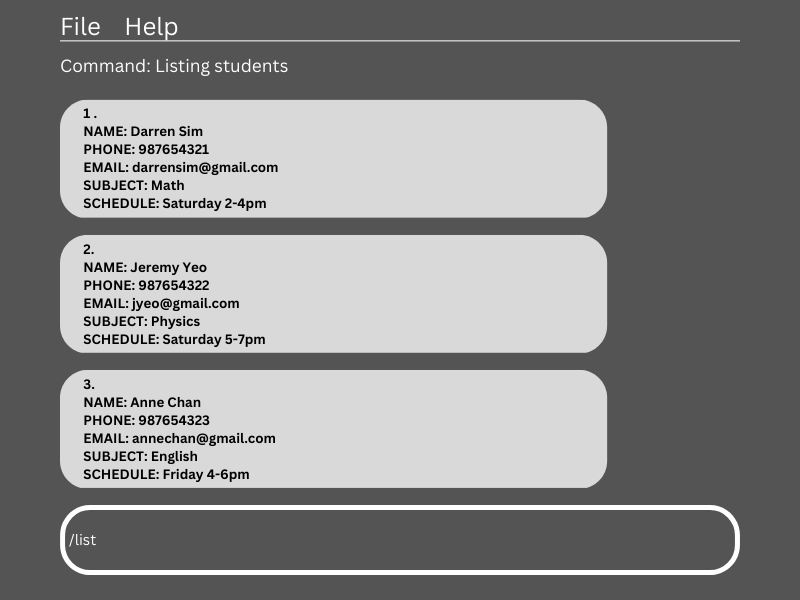 File Help
Command: Listing students
1 .
NAME: Darren Sim
PHONE: 987654321
EMAIL: darrensim@gmail.com
SUBJECT: Math
SCHEDULE: Saturday 2-4pm
2.
NAME: Jeremy Yeo
PHONE: 987654322
EMAIL: jyeo@gmail.com
SUBJECT: Physics
SCHEDULE: Saturday 5-7pm
3.
NAME: Anne Chan
PHONE: 987654323
EMAIL: annechan@gmail.com
SUBJECT: English
SCHEDULE: Friday 4-6pm
/list